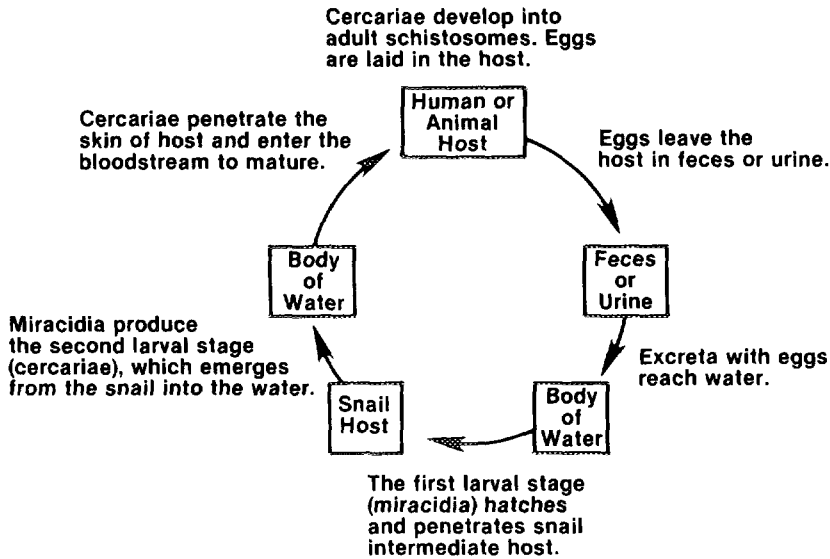 Cercariae develop into
adult schistosomes. Eggs
are laid in the host.
Human or
Animal
Host
Eggs leave the
host in feces or urine.
Feces
or
Urine
Excreta with eggs
reach water.
Body
of
Water
The first larval stage
(miracidia) hatches
and penetrates snail
intermediate host.
Snail
Host
Miracidia produce
the second larval stage
(cercariae), which emerges
from the snail into the water.
Body
of
Water
Cercariae penetrate the
skin of host and enter the
bloodstream to mature.